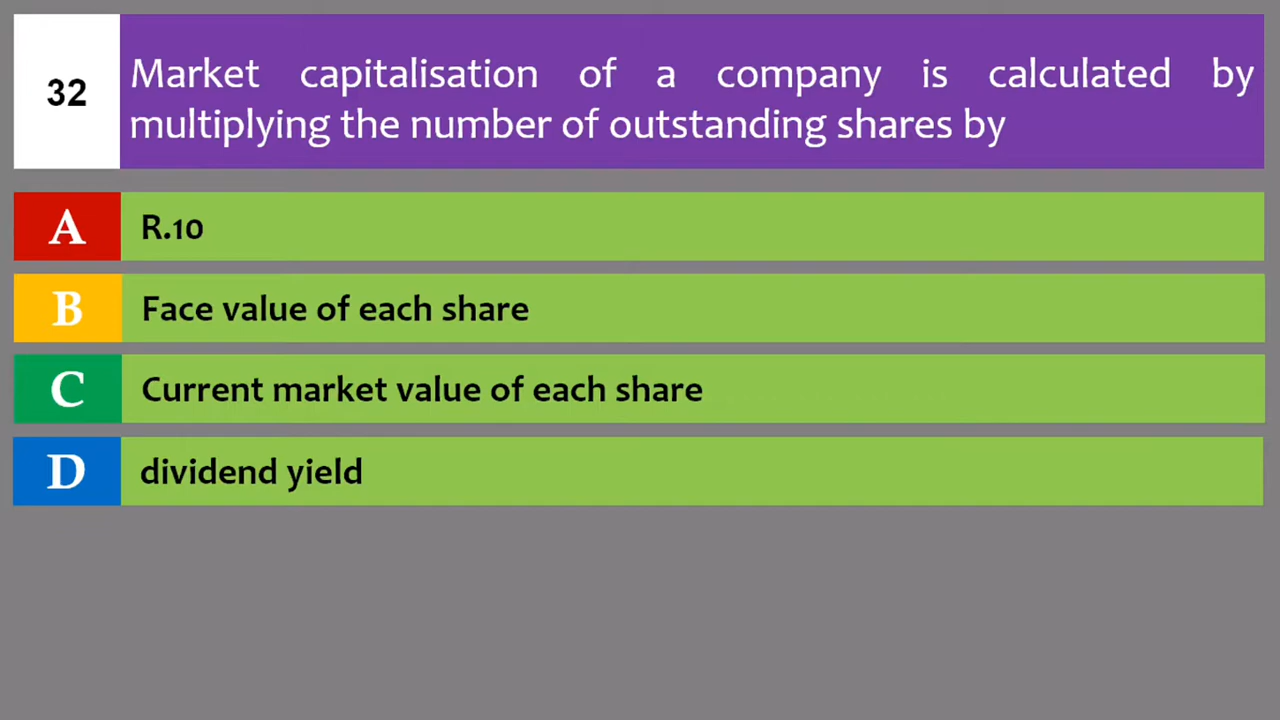 32
Market capitalisation of a company is calculated by
multiplying the number of outstanding shares by
A R.10
B Face value of each share
C Current market value of each share
D dividend yield